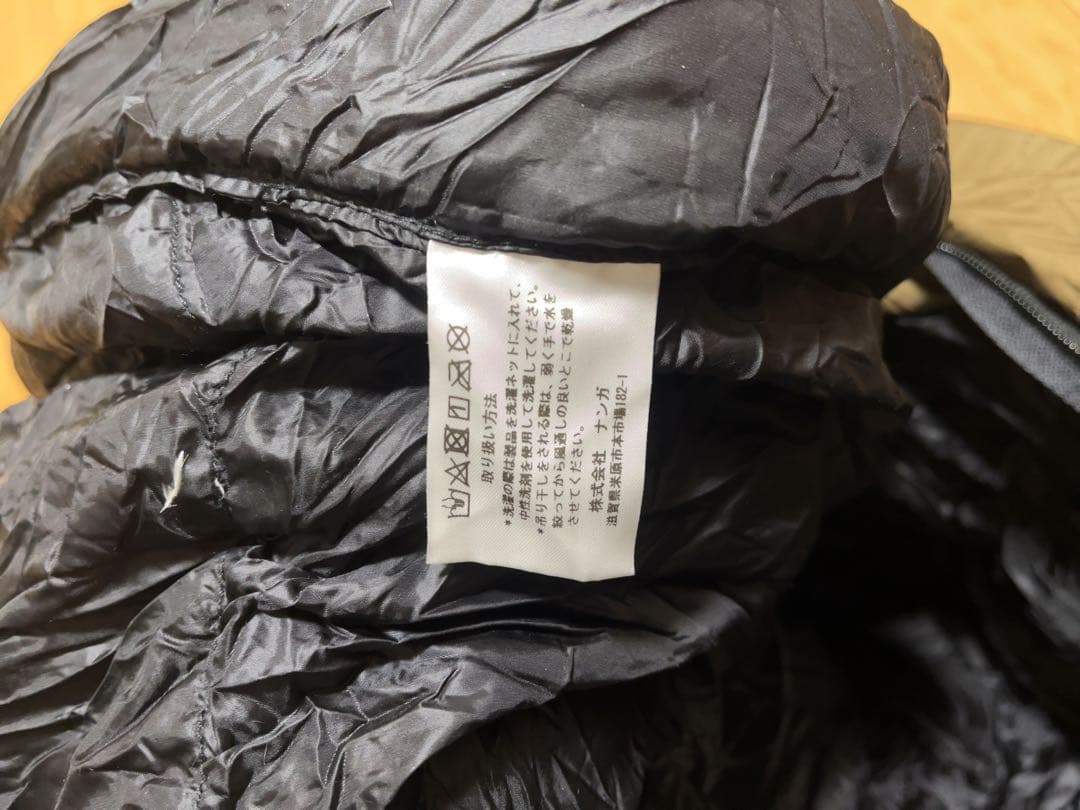 取り扱い方法
*洗濯の際は製品を洗濯ネットに入れて、
中性洗剤を使用して洗濯してください。
*吊り干しをされる際は、弱く手で水を
絞ってから風通しの良いとこで乾燥
させてください。
株式会社 ナンガ
滋賀県米原市本市場182-1